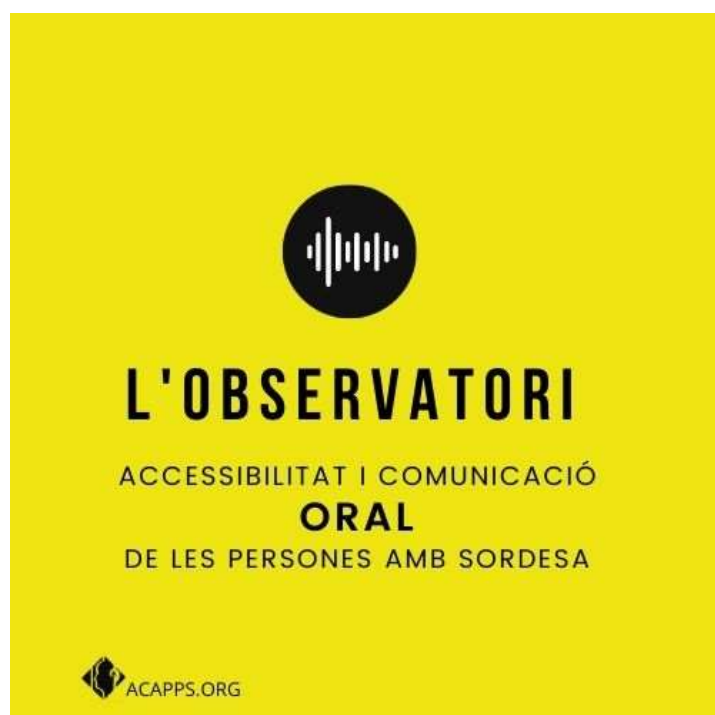 L'OBSERVATORI
ACCESSIBILITAT I COMUNICACIÓ
ORAL
DE LES PERSONES AMB SORDESA
ACAPPS.ORG